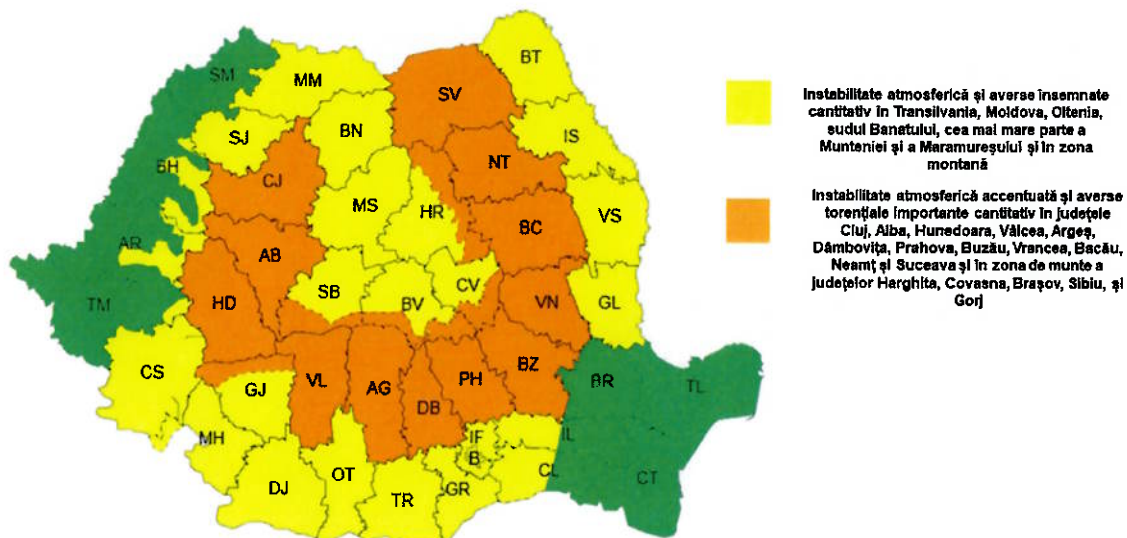 BT
SM
MM
SV
SJ
BN
IS
BH
CJ
NT
MS
HR
VS
BC
AR
AB
SB
BV
CV
TM
HD
VN
GL
CS
GJ
VL
AG
DB
PH
BZ
BR
TL
MH
IF
B
IL
DJ
OT
TR
GR
CL
CT
Instabilitate atmosferică și averse însemnate
cantitativ în Transilvania, Moldova, Oltenia,
sudul Banatului, cea mai mare parte a
Munteniei și a Maramureșului și în zona
montană
Instabilitate atmosferică accentuată și averse
torențiale importante cantitativ în județele
Cluj, Alba, Hunedoara, Vâlcea, Argeș,
Dâmbovița, Prahova, Buzău, Vrancea, Bacău,
Neamț și Suceava și în zona de munte a
județelor Harghita, Covasna, Brașov, Sibiu, și
Gorj